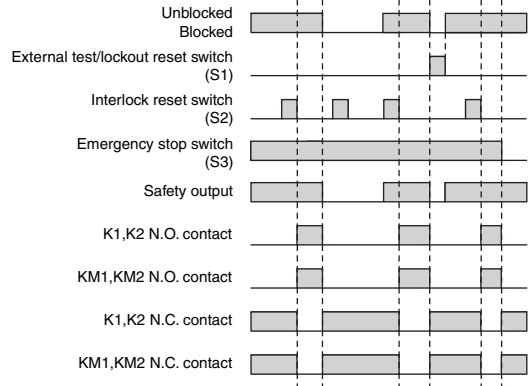 Unblocked
Blocked
External test/lockout reset switch
(S1)
Interlock reset switch
(S2)
Emergency stop switch
(S3)
Safety output
K1,K2 N.O. contact
KM1,KM2 N.O. contact
K1,K2 N.C. contact
KM1,KM2 N.C. contact